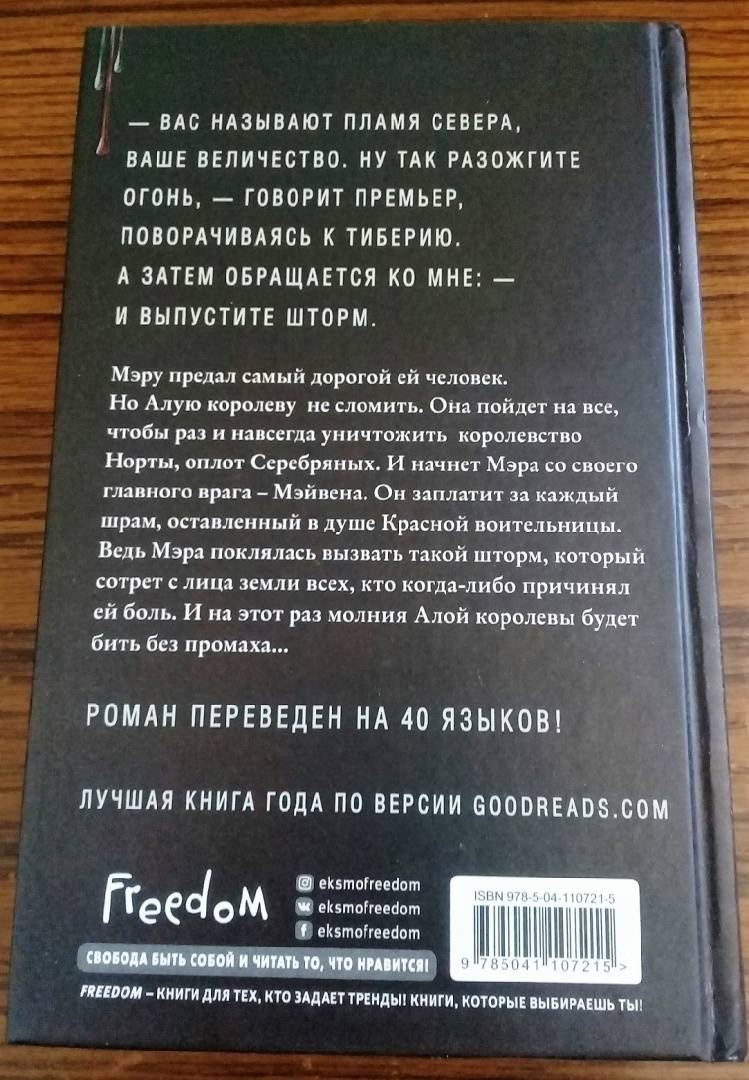 — ВАС НАЗЫВАЮТ ПЛАМЯ СЕВЕРА,
ВАШЕ ВЕЛИЧЕСТВО. НУ ТАК РАЗОЖГИТЕ
ОГОНЬ, — ГОВОРИТ ПРЕМЬЕР,
ПОВОРАЧИВАЯСЬ К ТИБЕРИЮ.
А ЗАТЕМ ОБРАЩАЕТСЯ КО МНЕ: —
И ВЫПУСТИТЕ ШТОРМ.
Мэру предал самый дорогой ей человек.
Но Алую королеву не сломить. Она пойдет на все,
чтобы раз и навсегда уничтожить королевство
Норты, оплот Серебряных. И начнет Мэра со своего
главного врага – Мэйвена. Он заплатит за каждый
шрам, оставленный в душе Красной воительницы.
Ведь Мэра поклялась вызвать такой шторм, который
сотрет с лица земли всех, кто когда-либо причинял
ей боль. И на этот раз молния Алой королевы будет
бить без промаха...
РОМАН ПЕРЕВЕДЕН НА 40 ЯЗЫКОВ!
ЛУЧШАЯ КНИГА ГОДА ПО ВЕРСИИ GOODREADS.COM
Freedom
eksmofreedom
eksmofreedom
eksmofreedom
СВОБОДА БЫТЬ СОБОЙ И ЧИТАТЬ ТО, ЧТО НРАВИТСЯ!
FREEDOM – КНИГИ ДЛЯ ТЕХ, КТО ЗАДАЕТ ТРЕНДЫ! КНИГИ, КОТОРЫЕ ВЫБИРАЕШЬ ТЫ!
ISBN 978-5-04-110721-5
9 785041 107215 >